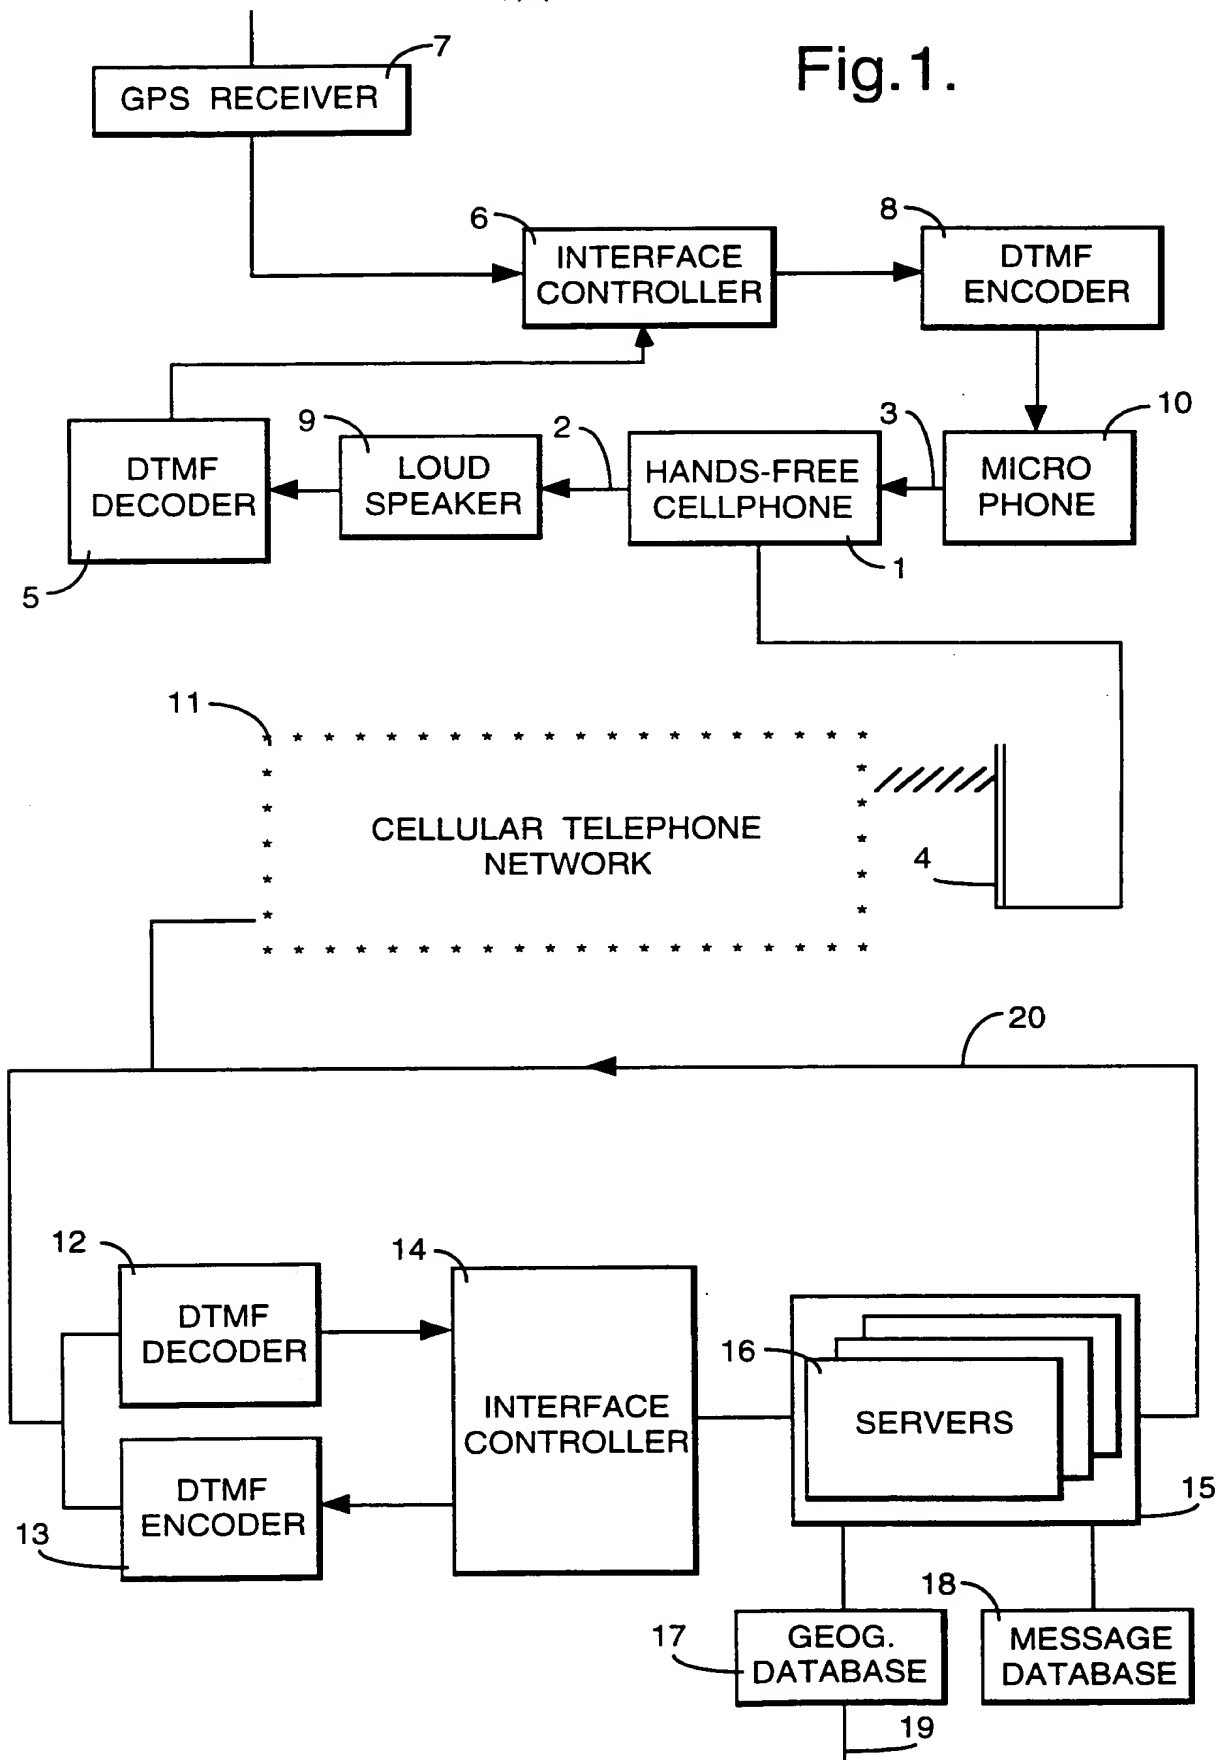 7
Fig.1.
GPS RECEIVER
6
8
INTERFACE
CONTROLLER
DTMF
ENCODER
9
2
3
10
DTMF
DECODER
LOUD
SPEAKER
HANDS-FREE
CELLPHONE
MICRO
PHONE
5
1
11
CELLULAR TELEPHONE
NETWORK
4
20
12
14
DTMF
DECODER
16
INTERFACE
CONTROLLER
SERVERS
DTMF
ENCODER
15
13
18
17
GEOG.
DATABASE
MESSAGE
DATABASE
19